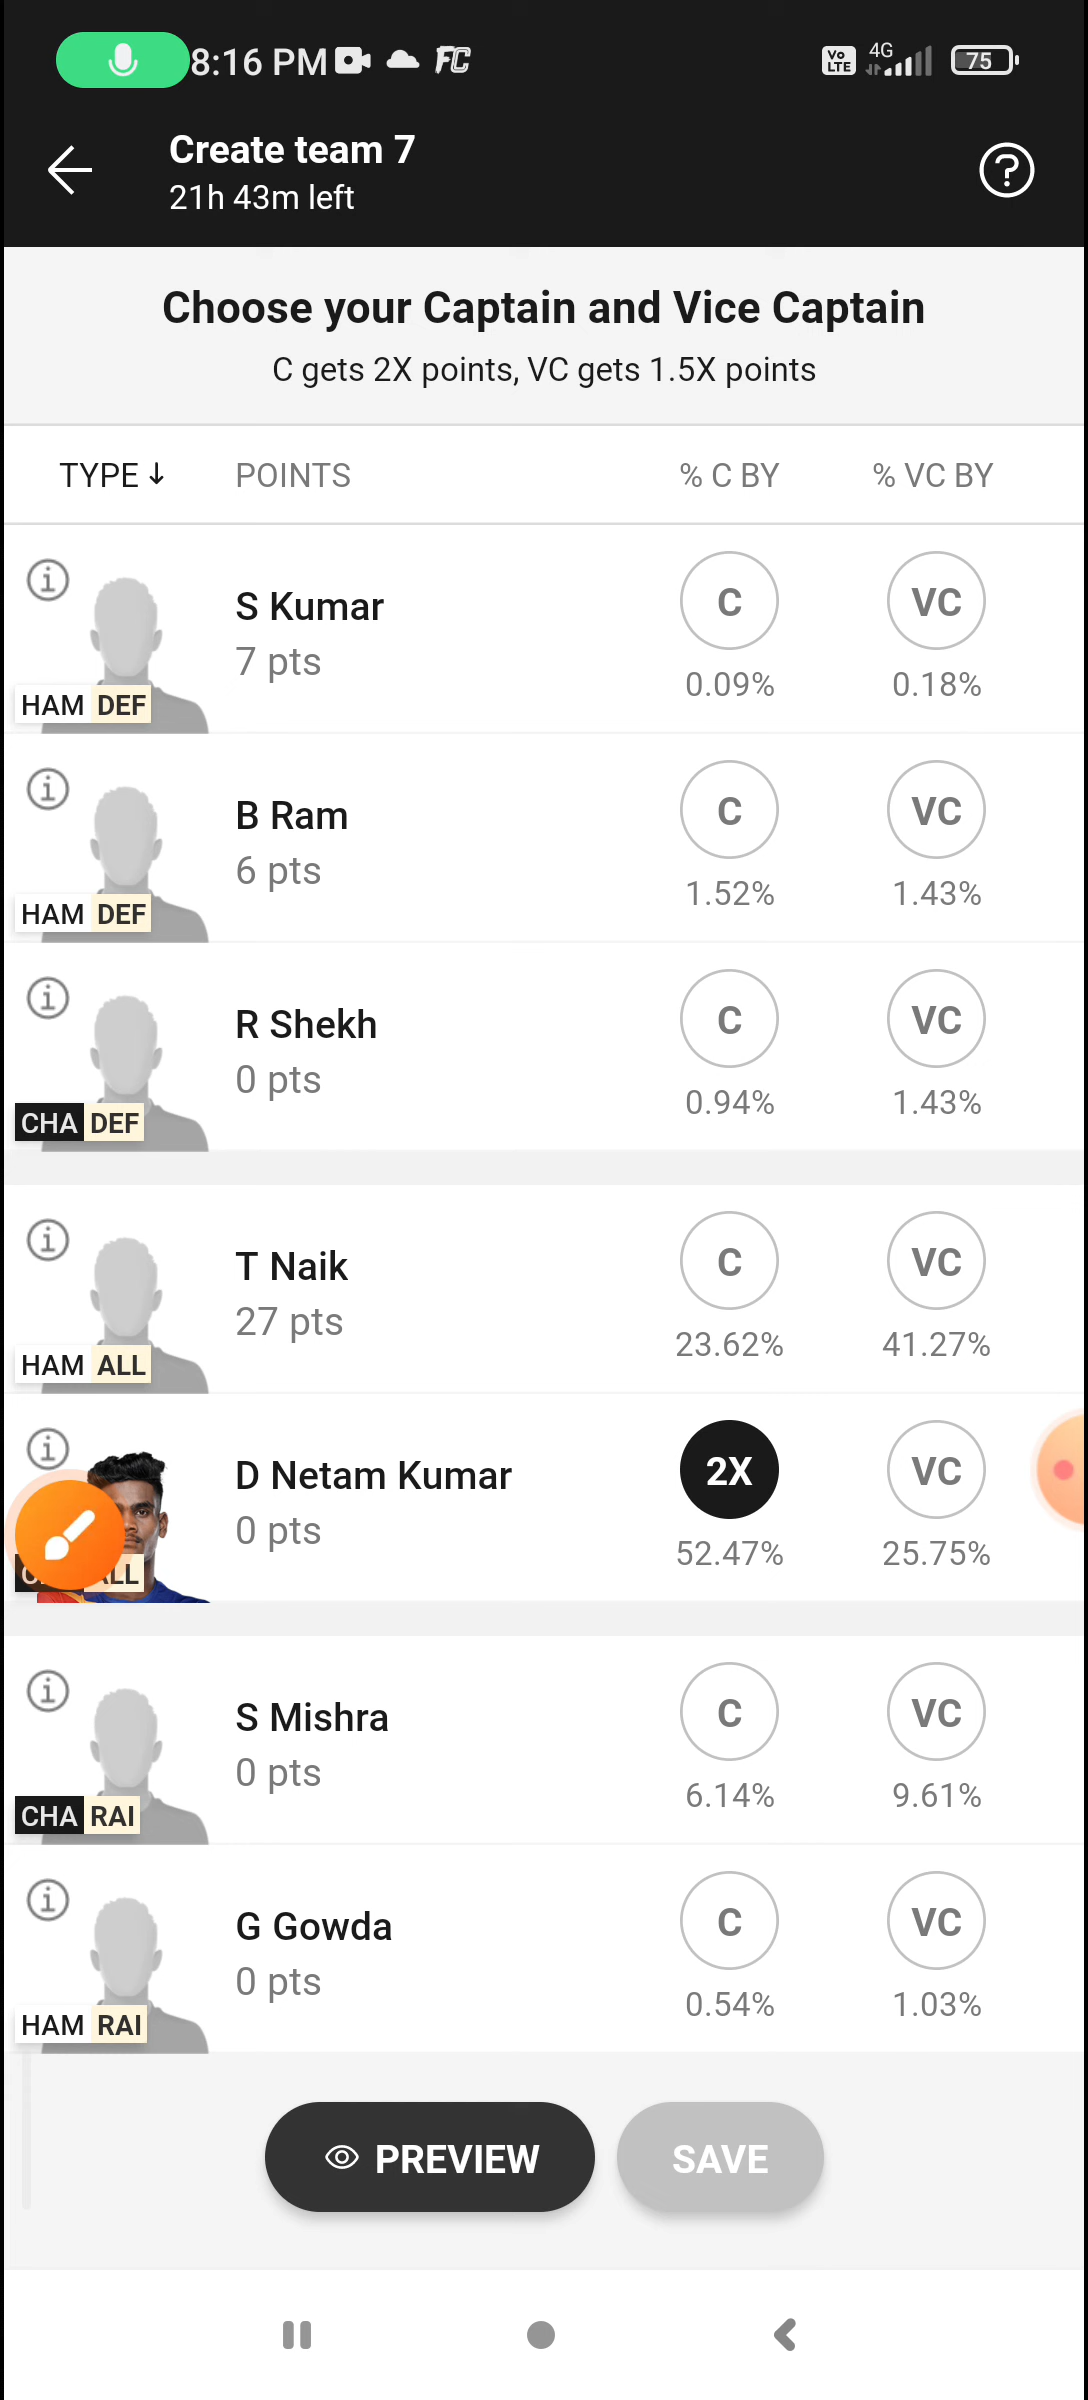 8:16 PM FC Vo LTE 4G 75
Create team 7
21h 43m left
Choose your Captain and Vice Captain
C gets 2X points, VC gets 1.5X points
TYPE ↓ POINTS % C BY % VC BY
S Kumar
7 pts
HAM DEF
C VC
0.09% 0.18%
B Ram
6 pts
HAM DEF
C VC
1.52% 1.43%
R Shekh
0 pts
CHA DEF
C VC
0.94% 1.43%
T Naik
27 pts
HAM ALL
C VC
23.62% 41.27%
D Netam Kumar
0 pts
2X VC
52.47% 25.75%
S Mishra
0 pts
CHA RAI
C VC
6.14% 9.61%
G Gowda
0 pts
HAM RAI
C VC
0.54% 1.03%
PREVIEW SAVE